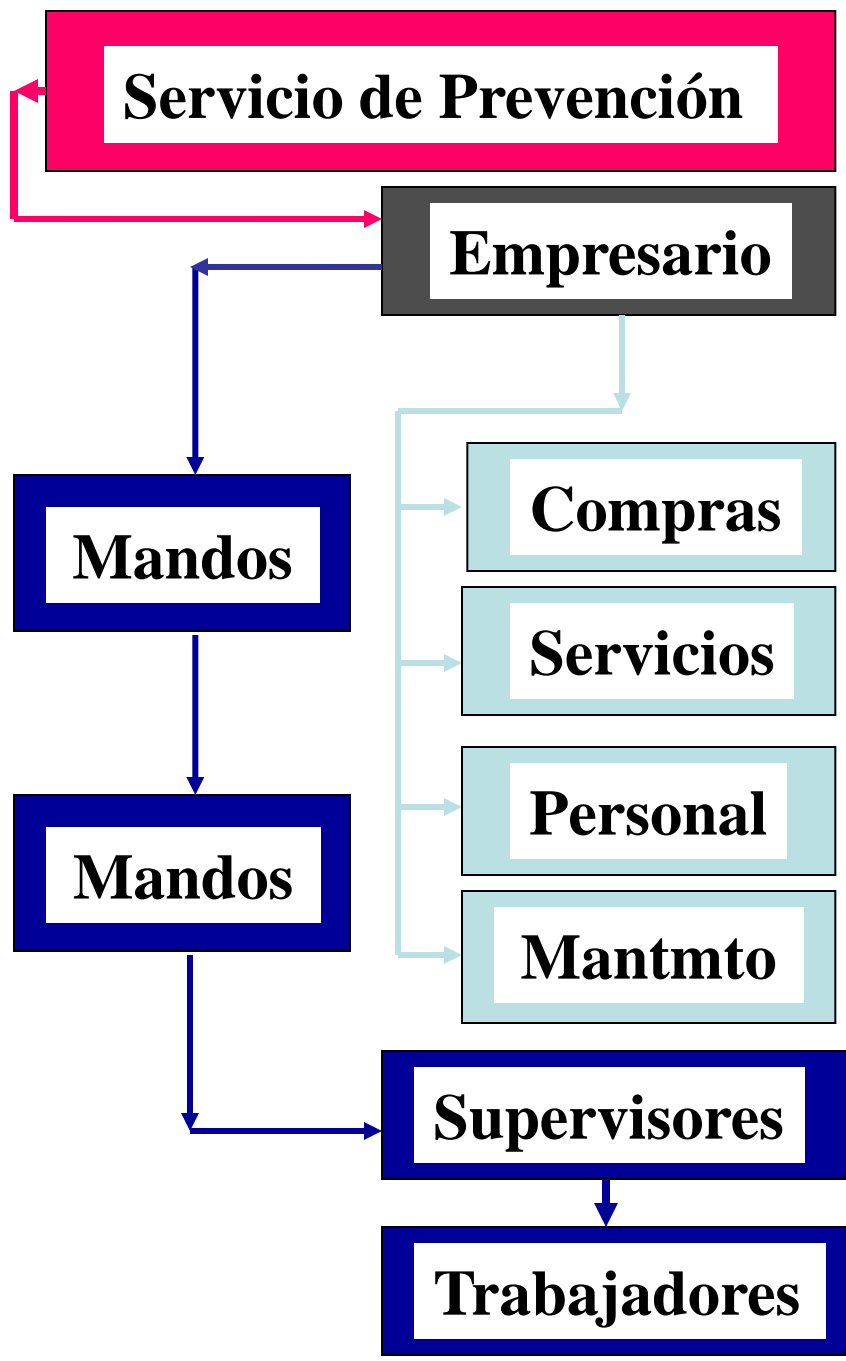 Servicio de Prevención
Empresario
Compras
Mandos
Servicios
Personal
Mandos
Mantmto
Supervisores
Trabajadores